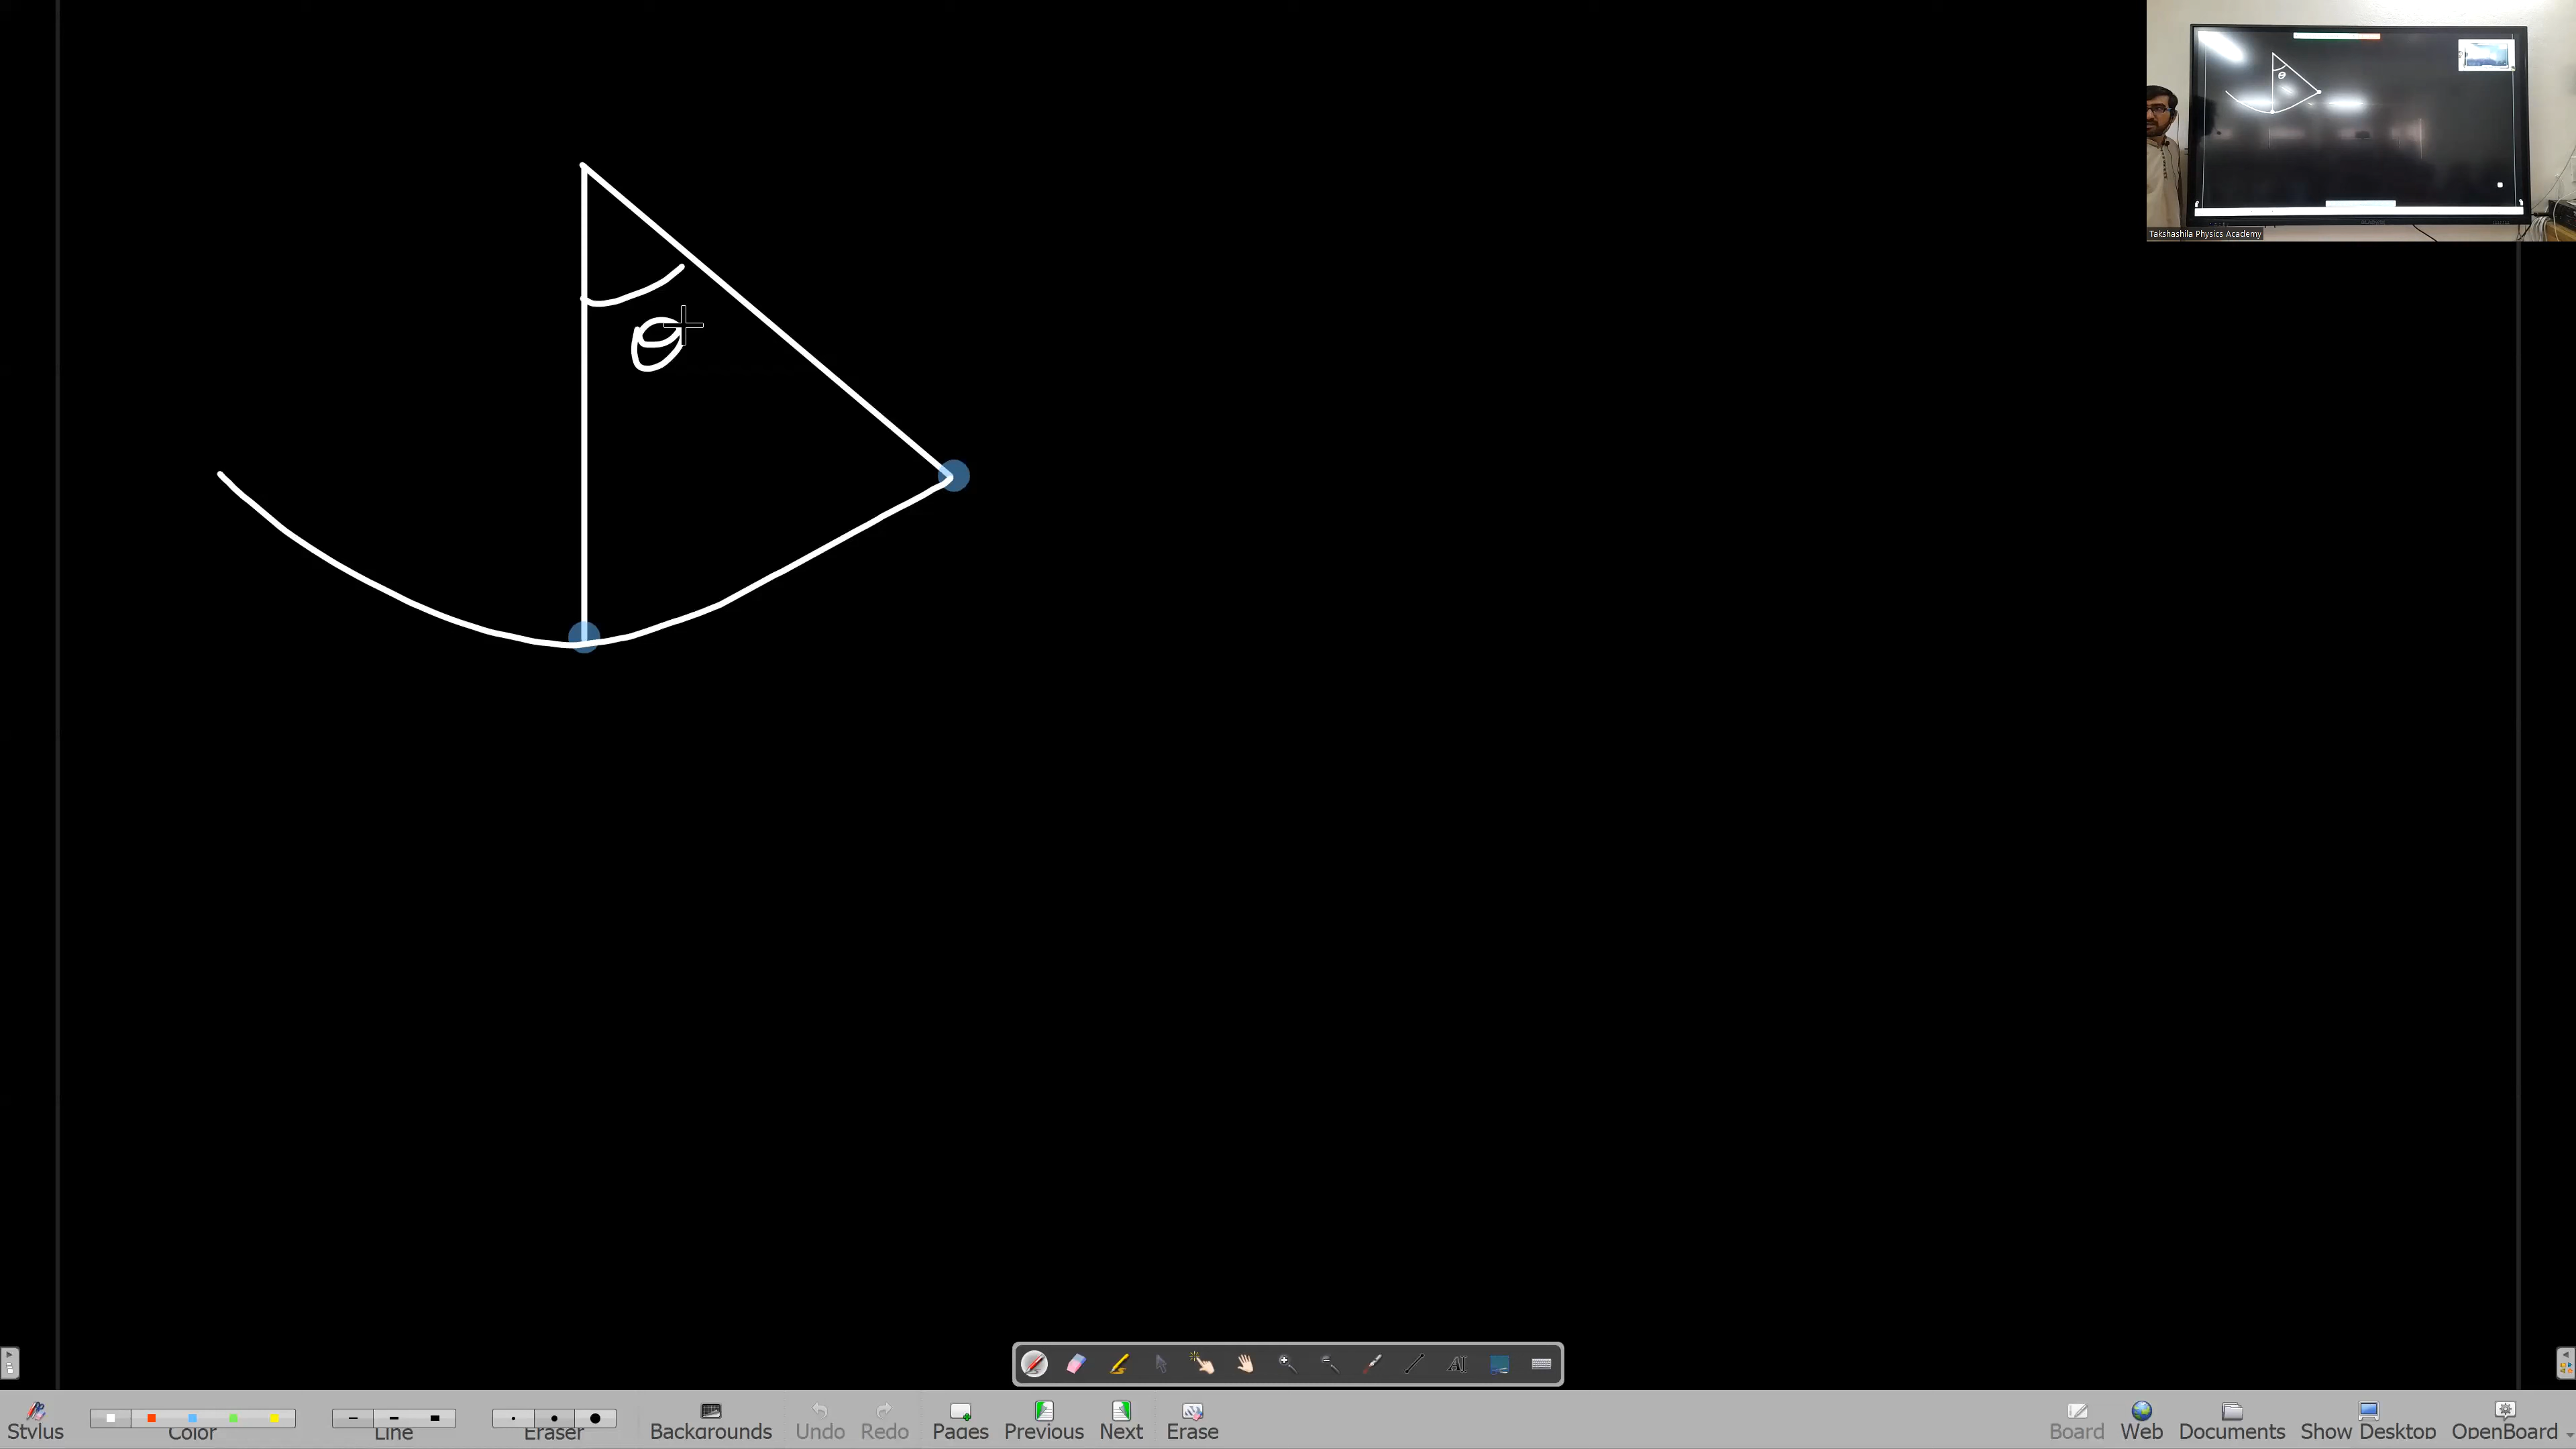 Takshashila Physics Academy
θ
AI
Stylus
Color
Line
Eraser
Backgrounds
Undo
Redo
Pages
Previous
Next
Erase
Board
Web
Documents
Show Desktop
OpenBoard